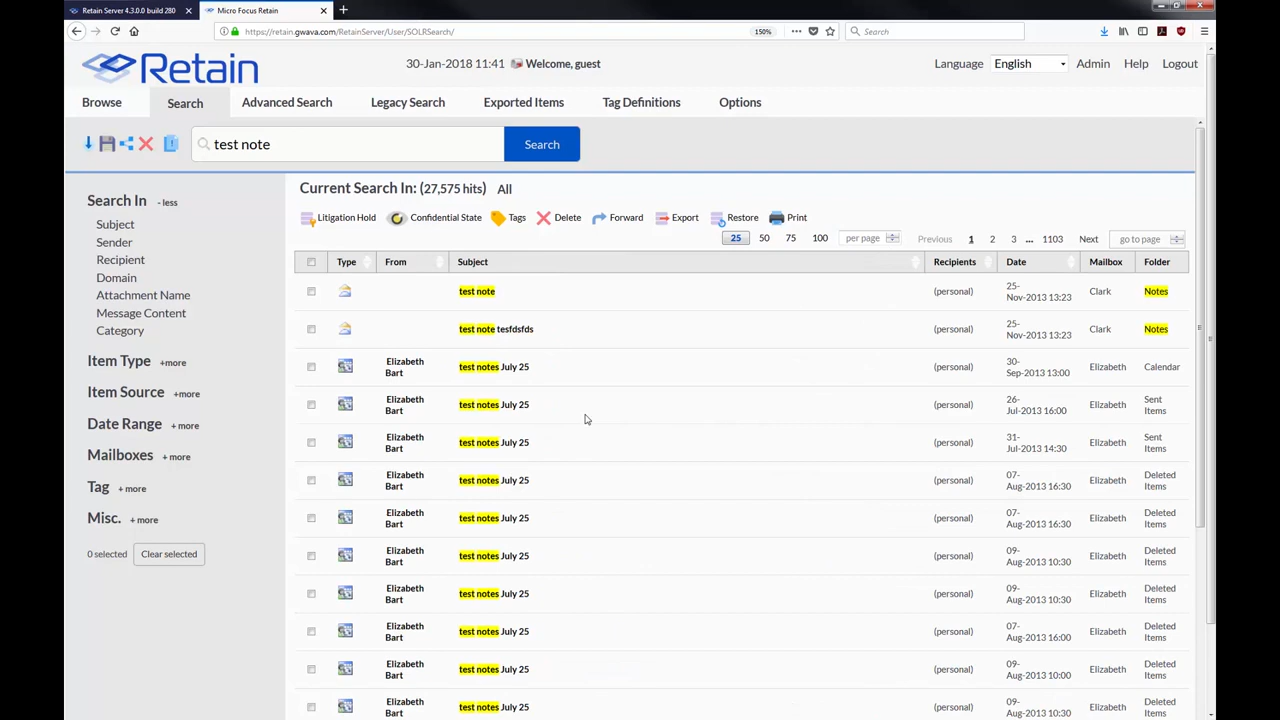 Retain Server 4.3.0.0 build 280
Micro Focus Retain
https://retain.gwava.com/RetainServer/User/SOLRSearch/
150%
Search
Retain
30-Jan-2018 11:41 Welcome, guest
Language English Admin Help Logout
Browse Search Advanced Search Legacy Search Exported Items Tag Definitions Options
test note Search
Search In - less
Subject
Sender
Recipient
Domain
Attachment Name
Message Content
Category
Item Type +more
Item Source +more
Date Range + more
Mailboxes + more
Tag + more
Misc. + more
0 selected Clear selected
Current Search In: (27,575 hits) All
Litigation Hold Confidential State Tags Delete Forward Export Restore Print
25 50 75 100 per page Previous 1 2 3 ... 1103 Next go to page
Type From Subject Recipients Date Mailbox Folder
test note (personal) 25-
Nov-2013 13:23 Clark Notes
test note tesfdsfds (personal) 25-
Nov-2013 13:23 Clark Notes
Elizabeth
Bart test notes July 25 (personal) 30-
Sep-2013 13:00 Elizabeth Calendar
Elizabeth
Bart test notes July 25 (personal) 26-
Jul-2013 16:00 Elizabeth Sent
Items
Elizabeth
Bart test notes July 25 (personal) 31-
Jul-2013 14:30 Elizabeth Sent
Items
Elizabeth
Bart test notes July 25 (personal) 07-
Aug-2013 16:30 Elizabeth Deleted
Items
Elizabeth
Bart test notes July 25 (personal) 07-
Aug-2013 16:30 Elizabeth Deleted
Items
Elizabeth
Bart test notes July 25 (personal) 09-
Aug-2013 10:30 Elizabeth Deleted
Items
Elizabeth
Bart test notes July 25 (personal) 09-
Aug-2013 10:30 Elizabeth Deleted
Items
Elizabeth
Bart test notes July 25 (personal) 07-
Aug-2013 16:00 Elizabeth Deleted
Items
Elizabeth
Bart test notes July 25 (personal) 09-
Aug-2013 10:00 Elizabeth Deleted
Items
Elizabeth
Bart test notes July 25 (personal) 09-
Aug-2013 10:30 Elizabeth Deleted
Items